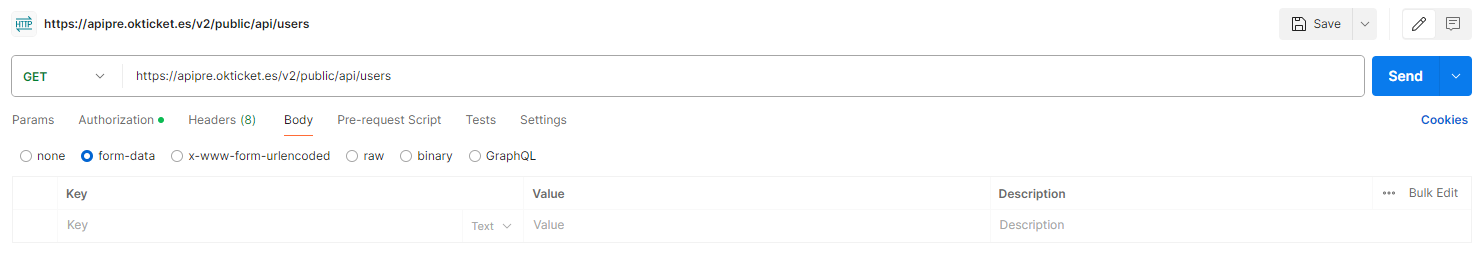 HTTP https://apipre.okticket.es/v2/public/api/users Save
GET https://apipre.okticket.es/v2/public/api/users Send
Params Authorization Headers (8) Body Pre-request Script Tests Settings Cookies
none form-data x-www-form-urlencoded raw binary GraphQL
Key Value Description ••• Bulk Edit
Key Text Value Description